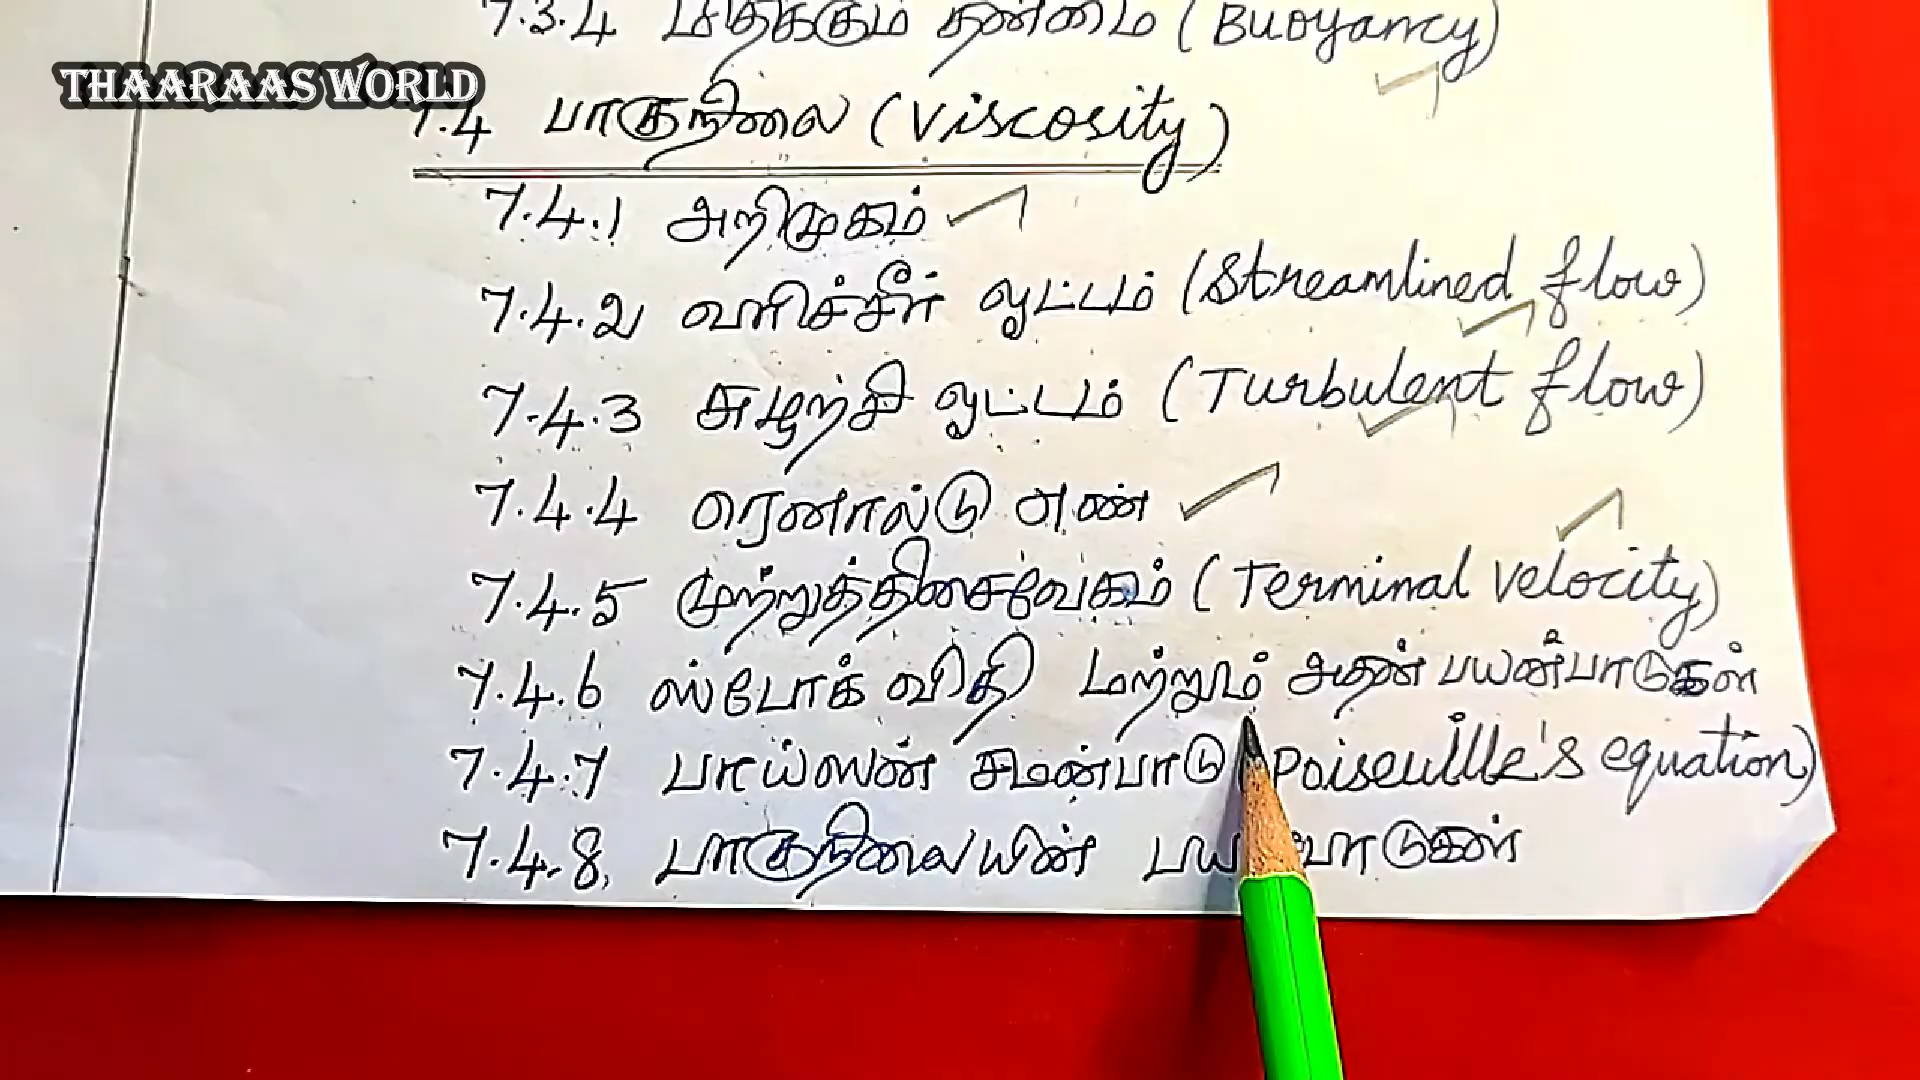 7.3.4 மிதக்கும் தன்மை (Buoyancy)
THAARAAS WORLD
7.4 பாகுநிலை (Viscosity)
7.4.1 அறிமுகம்
7.4.2 வரிச்சீர் ஓட்டம் (Streamlined flow)
7.4.3 சுழற்சி ஓட்டம் (Turbulent flow)
7.4.4 ரெனால்டு எண்
7.4.5 முற்றுத்திசைவேகம் (Terminal velocity)
7.4.6 ஸ்டோக் விதி மற்றும் அதன் பயன்பாடுகள்
7.4.7 பாய்ஸன் சமன்பாடு Poiseuille's equation)
7.4.8 பாகுநிலையின்